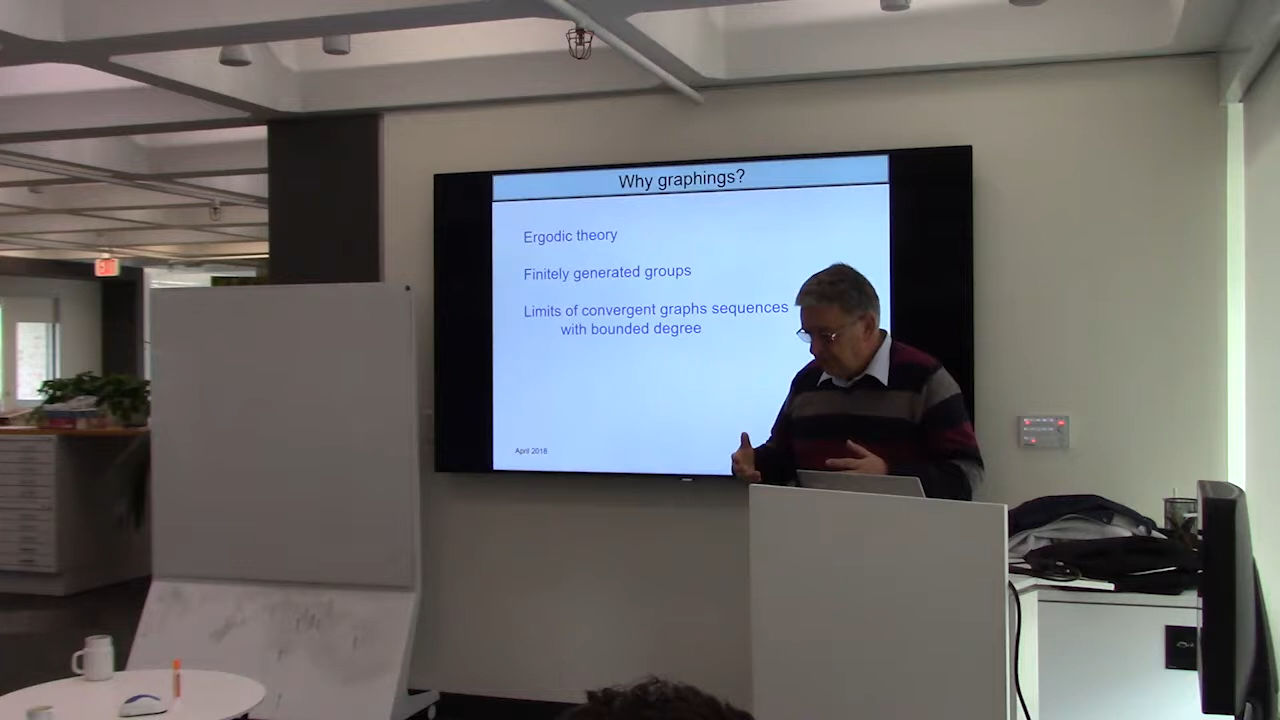 Why graphings?
Ergodic theory
Finitely generated groups
Limits of convergent graphs sequences
with bounded degree
April 2018